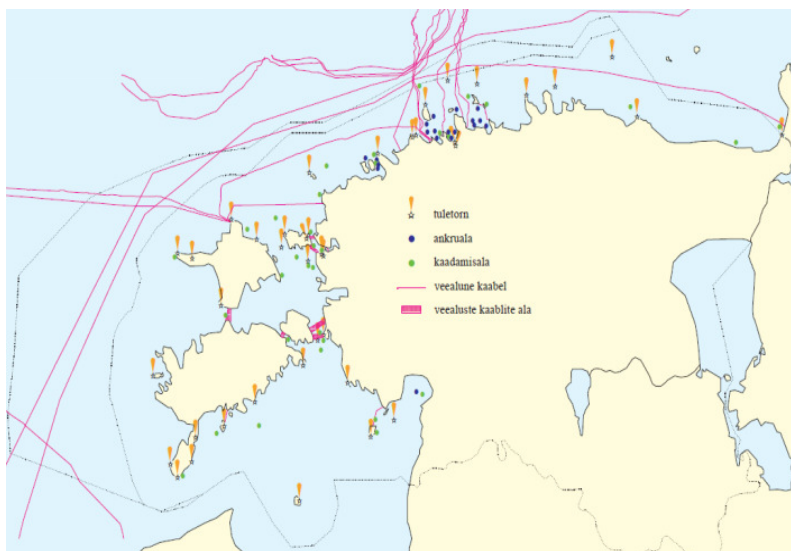 tuletorn
ankruala
kaadamisala
veealune kaabel
veealuste kaablite ala